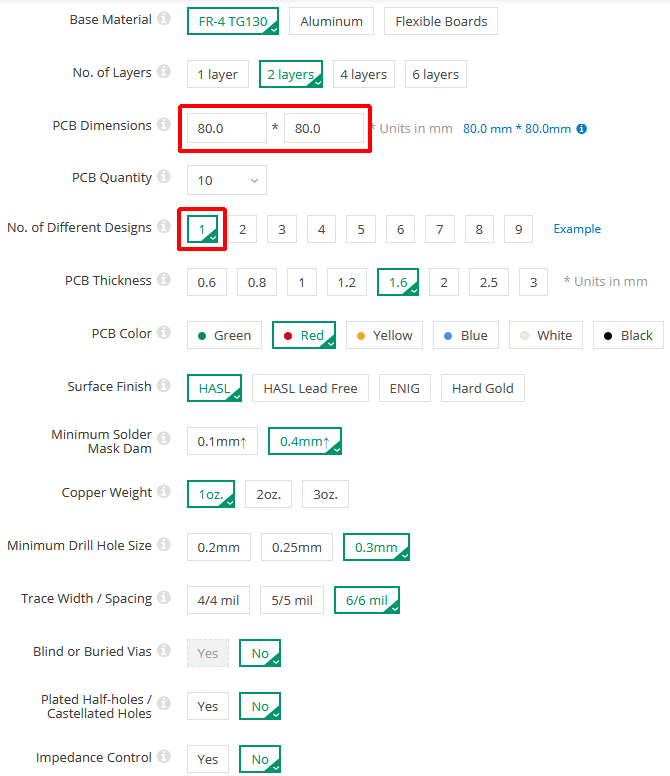 Base Material FR-4 TG130 Aluminum Flexible Boards
No. of Layers 1 layer 2 layers 4 layers 6 layers
PCB Dimensions 80.0 * 80.0 * Units in mm 80.0 mm * 80.0mm
PCB Quantity 10
No. of Different Designs 1 2 3 4 5 6 7 8 9 Example
PCB Thickness 0.6 0.8 1 1.2 1.6 2 2.5 3 * Units in mm
PCB Color Green Red Yellow Blue White Black
Surface Finish HASL HASL Lead Free ENIG Hard Gold
Minimum Solder
Mask Dam 0.1mm↑ 0.4mm↑
Copper Weight 1oz. 2oz. 3oz.
Minimum Drill Hole Size 0.2mm 0.25mm 0.3mm
Trace Width / Spacing 4/4 mil 5/5 mil 6/6 mil
Blind or Buried Vias Yes No
Plated Half-holes /
Castellated Holes Yes No
Impedance Control Yes No